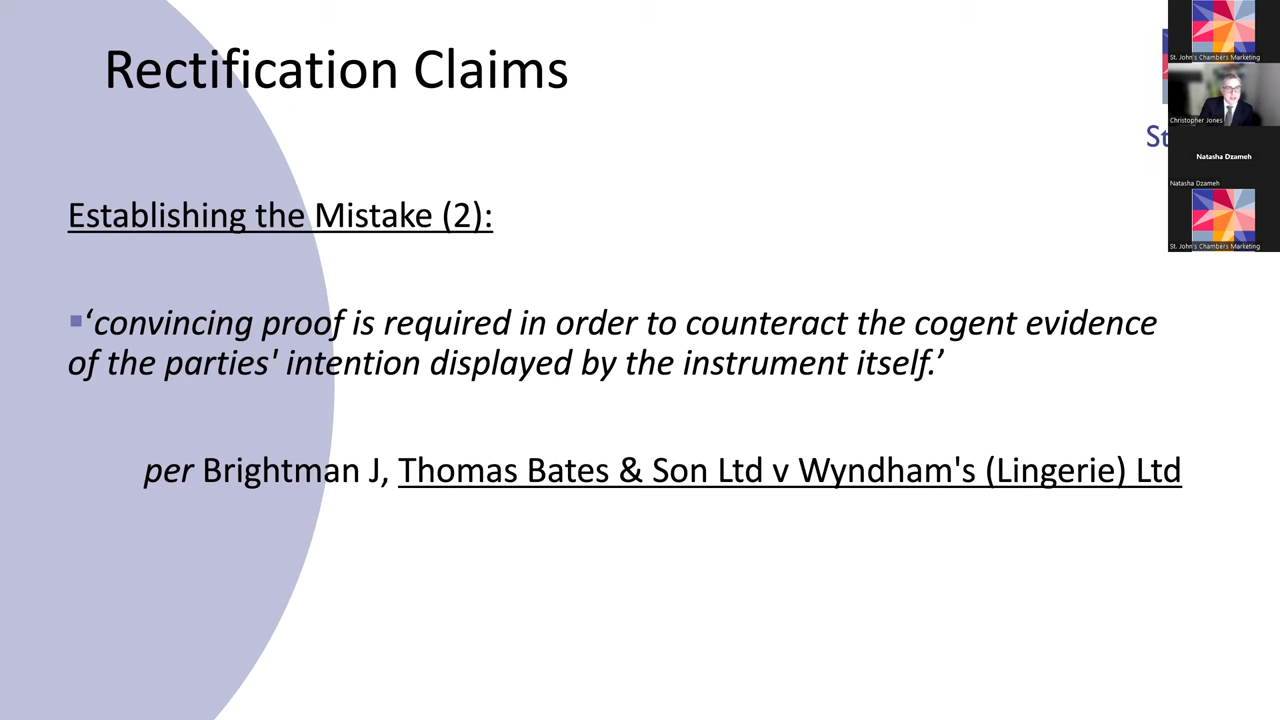 Rectification Claims
Establishing the Mistake (2):
▪‘convincing proof is required in order to counteract the cogent evidence
of the parties' intention displayed by the instrument itself.’
per Brightman J, Thomas Bates & Son Ltd v Wyndham's (Lingerie) Ltd
St
St. John's Chambers Marketing
Christopher Jones
Natasha Dzameh
Natasha Dzameh
St. John's Chambers Marketing